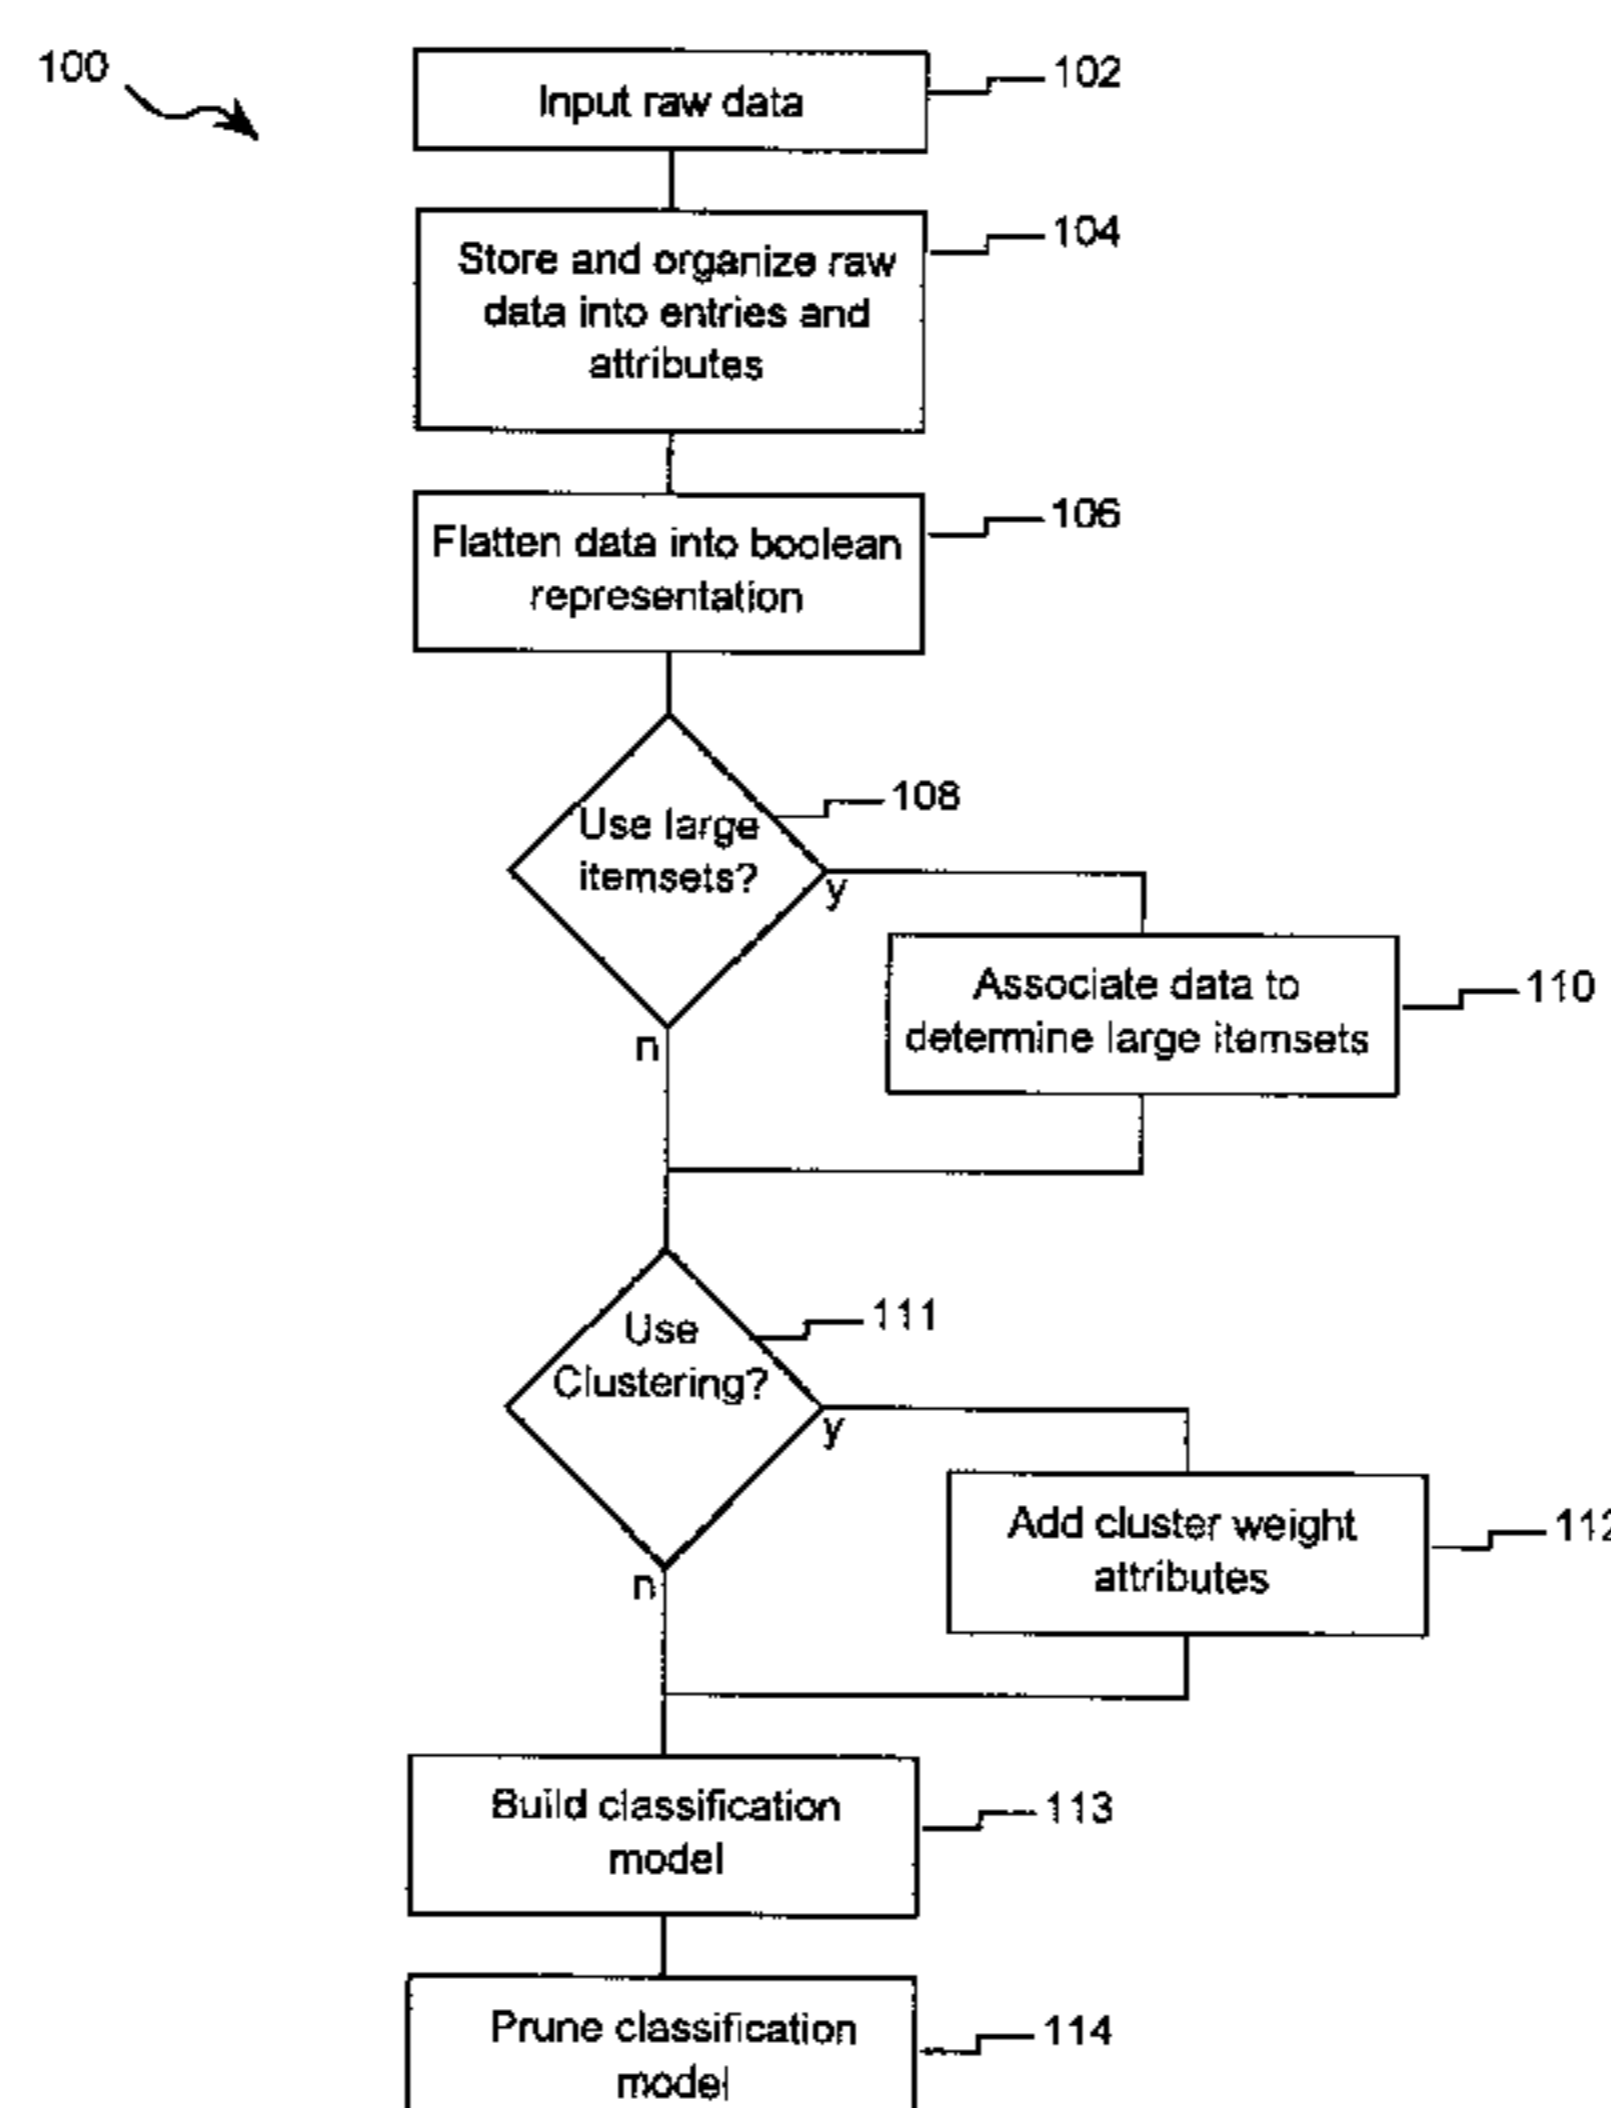 100
Input raw data
102
Store and organize raw
data into entries and
attributes
104
Flatten data into boolean
representation
106
Use large
itemsets?
108
y
n
Associate data to
determine large itemsets
110
Use
Clustering?
111
y
n
Add cluster weight
attributes
112
Build classification
model
113
Prune classification
model
114